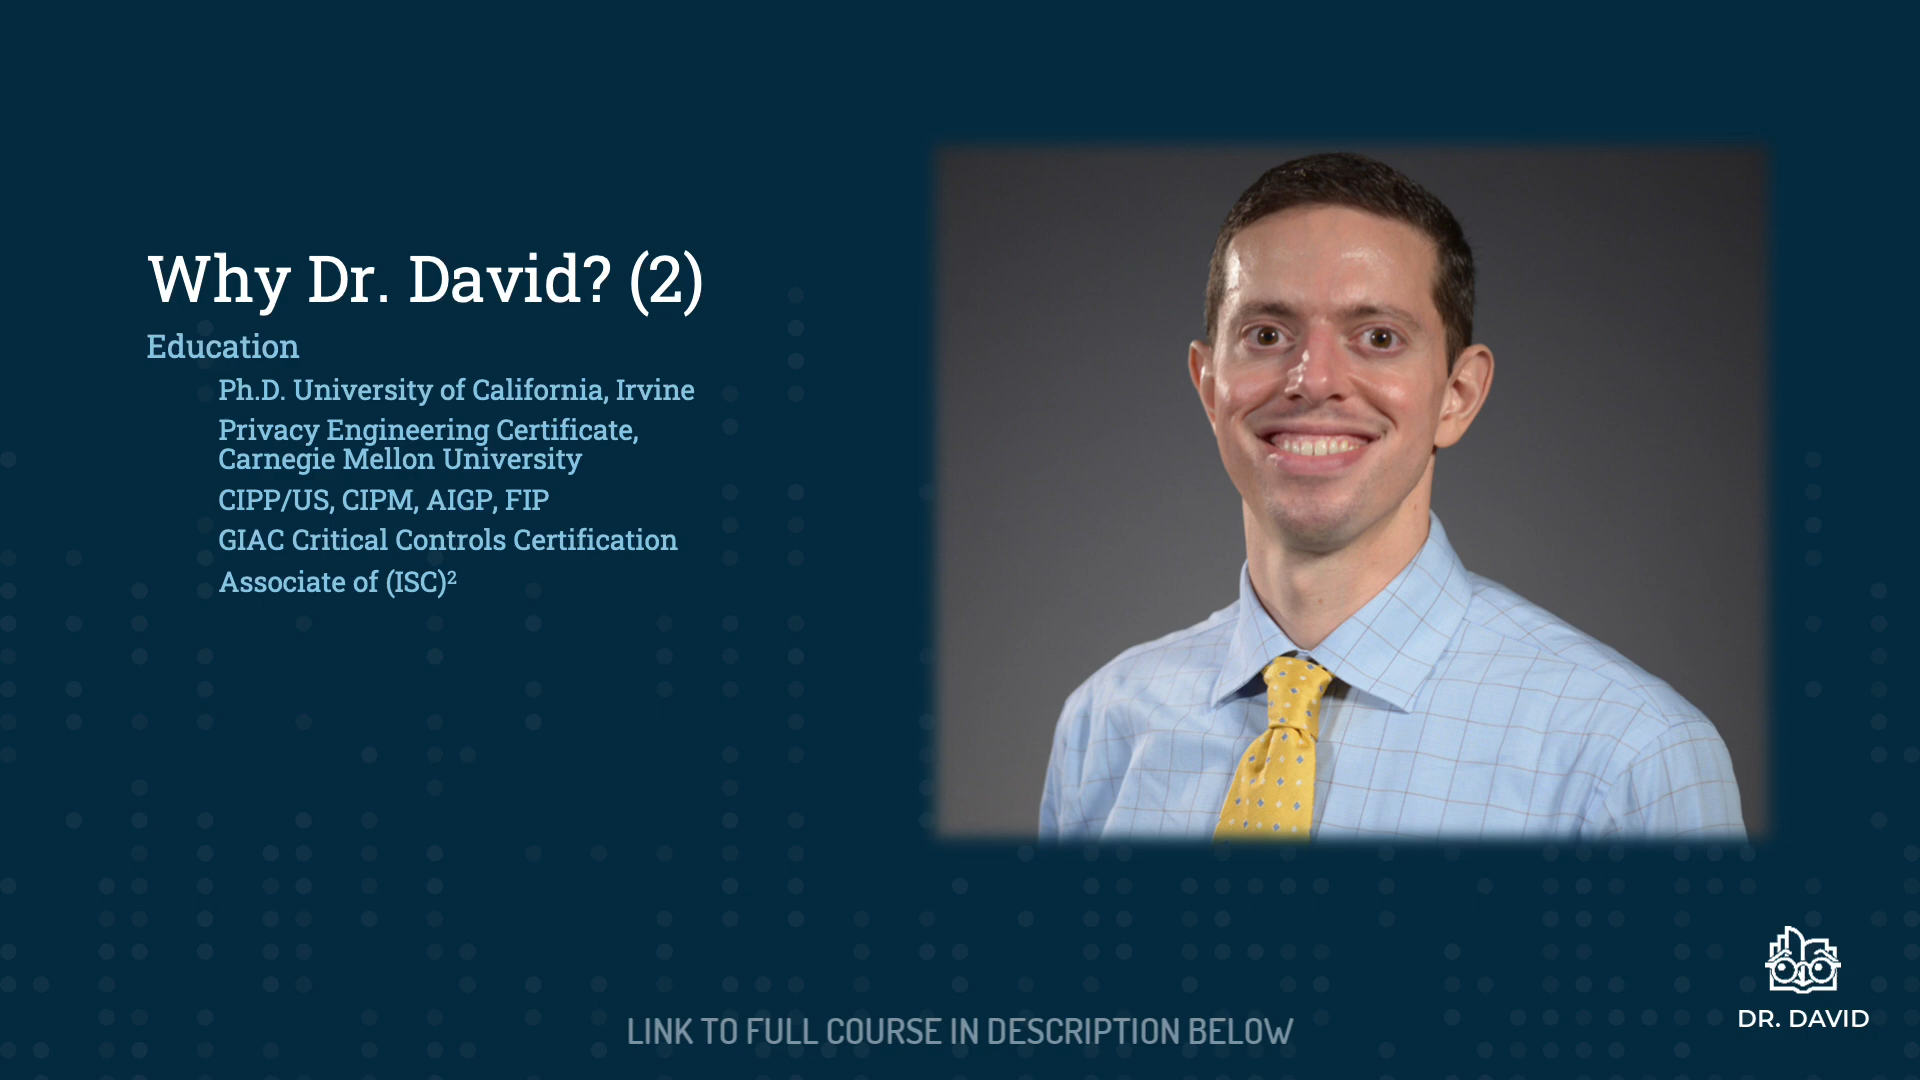 Why Dr. David? (2)
Education
Ph.D. University of California, Irvine
Privacy Engineering Certificate,
Carnegie Mellon University
CIPP/US, CIPM, AIGP, FIP
GIAC Critical Controls Certification
Associate of (ISC)²
DR. DAVID
LINK TO FULL COURSE IN DESCRIPTION BELOW